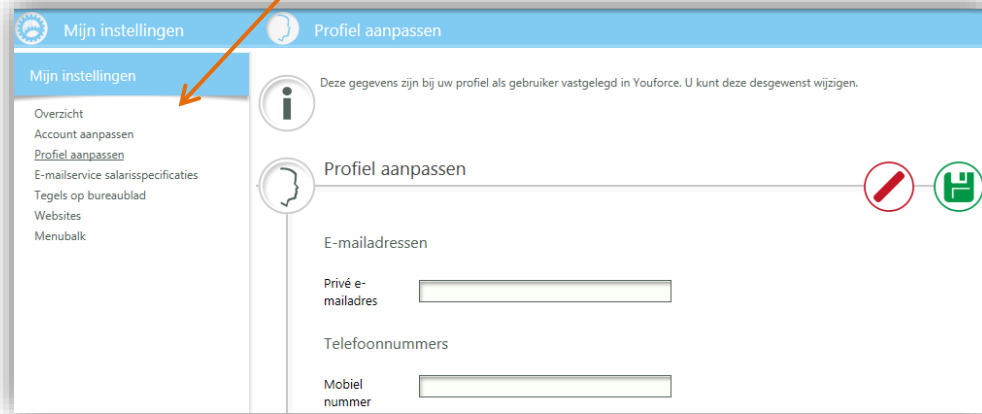 Mijn instellingen
Profiel aanpassen
Mijn instellingen
Overzicht
Account aanpassen
Profiel aanpassen
E-mailservice salarisspecificaties
Tegels op bureaublad
Websites
Menubalk
Deze gegevens zijn bij uw profiel als gebruiker vastgelegd in Youforce. U kunt deze desgewenst wijzigen.
Profiel aanpassen
E-mailadressen
Privé e-
mailadres
Telefoonnummers
Mobiel
nummer